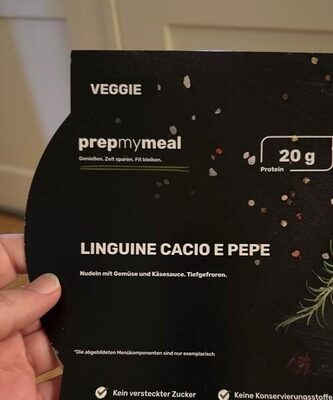 VEGGIE
prepmymeal
Genießen. Zeit sparen. Fit bleiben.
20 g
Protein
LINGUINE CACIO E PEPE
Nudeln mit Gemüse und Käsesauce. Tiefgefroren.
*Die abgebildeten Menükomponenten sind nur exemplarisch
Kein versteckter Zucker
Keine Konservierungsstoffe